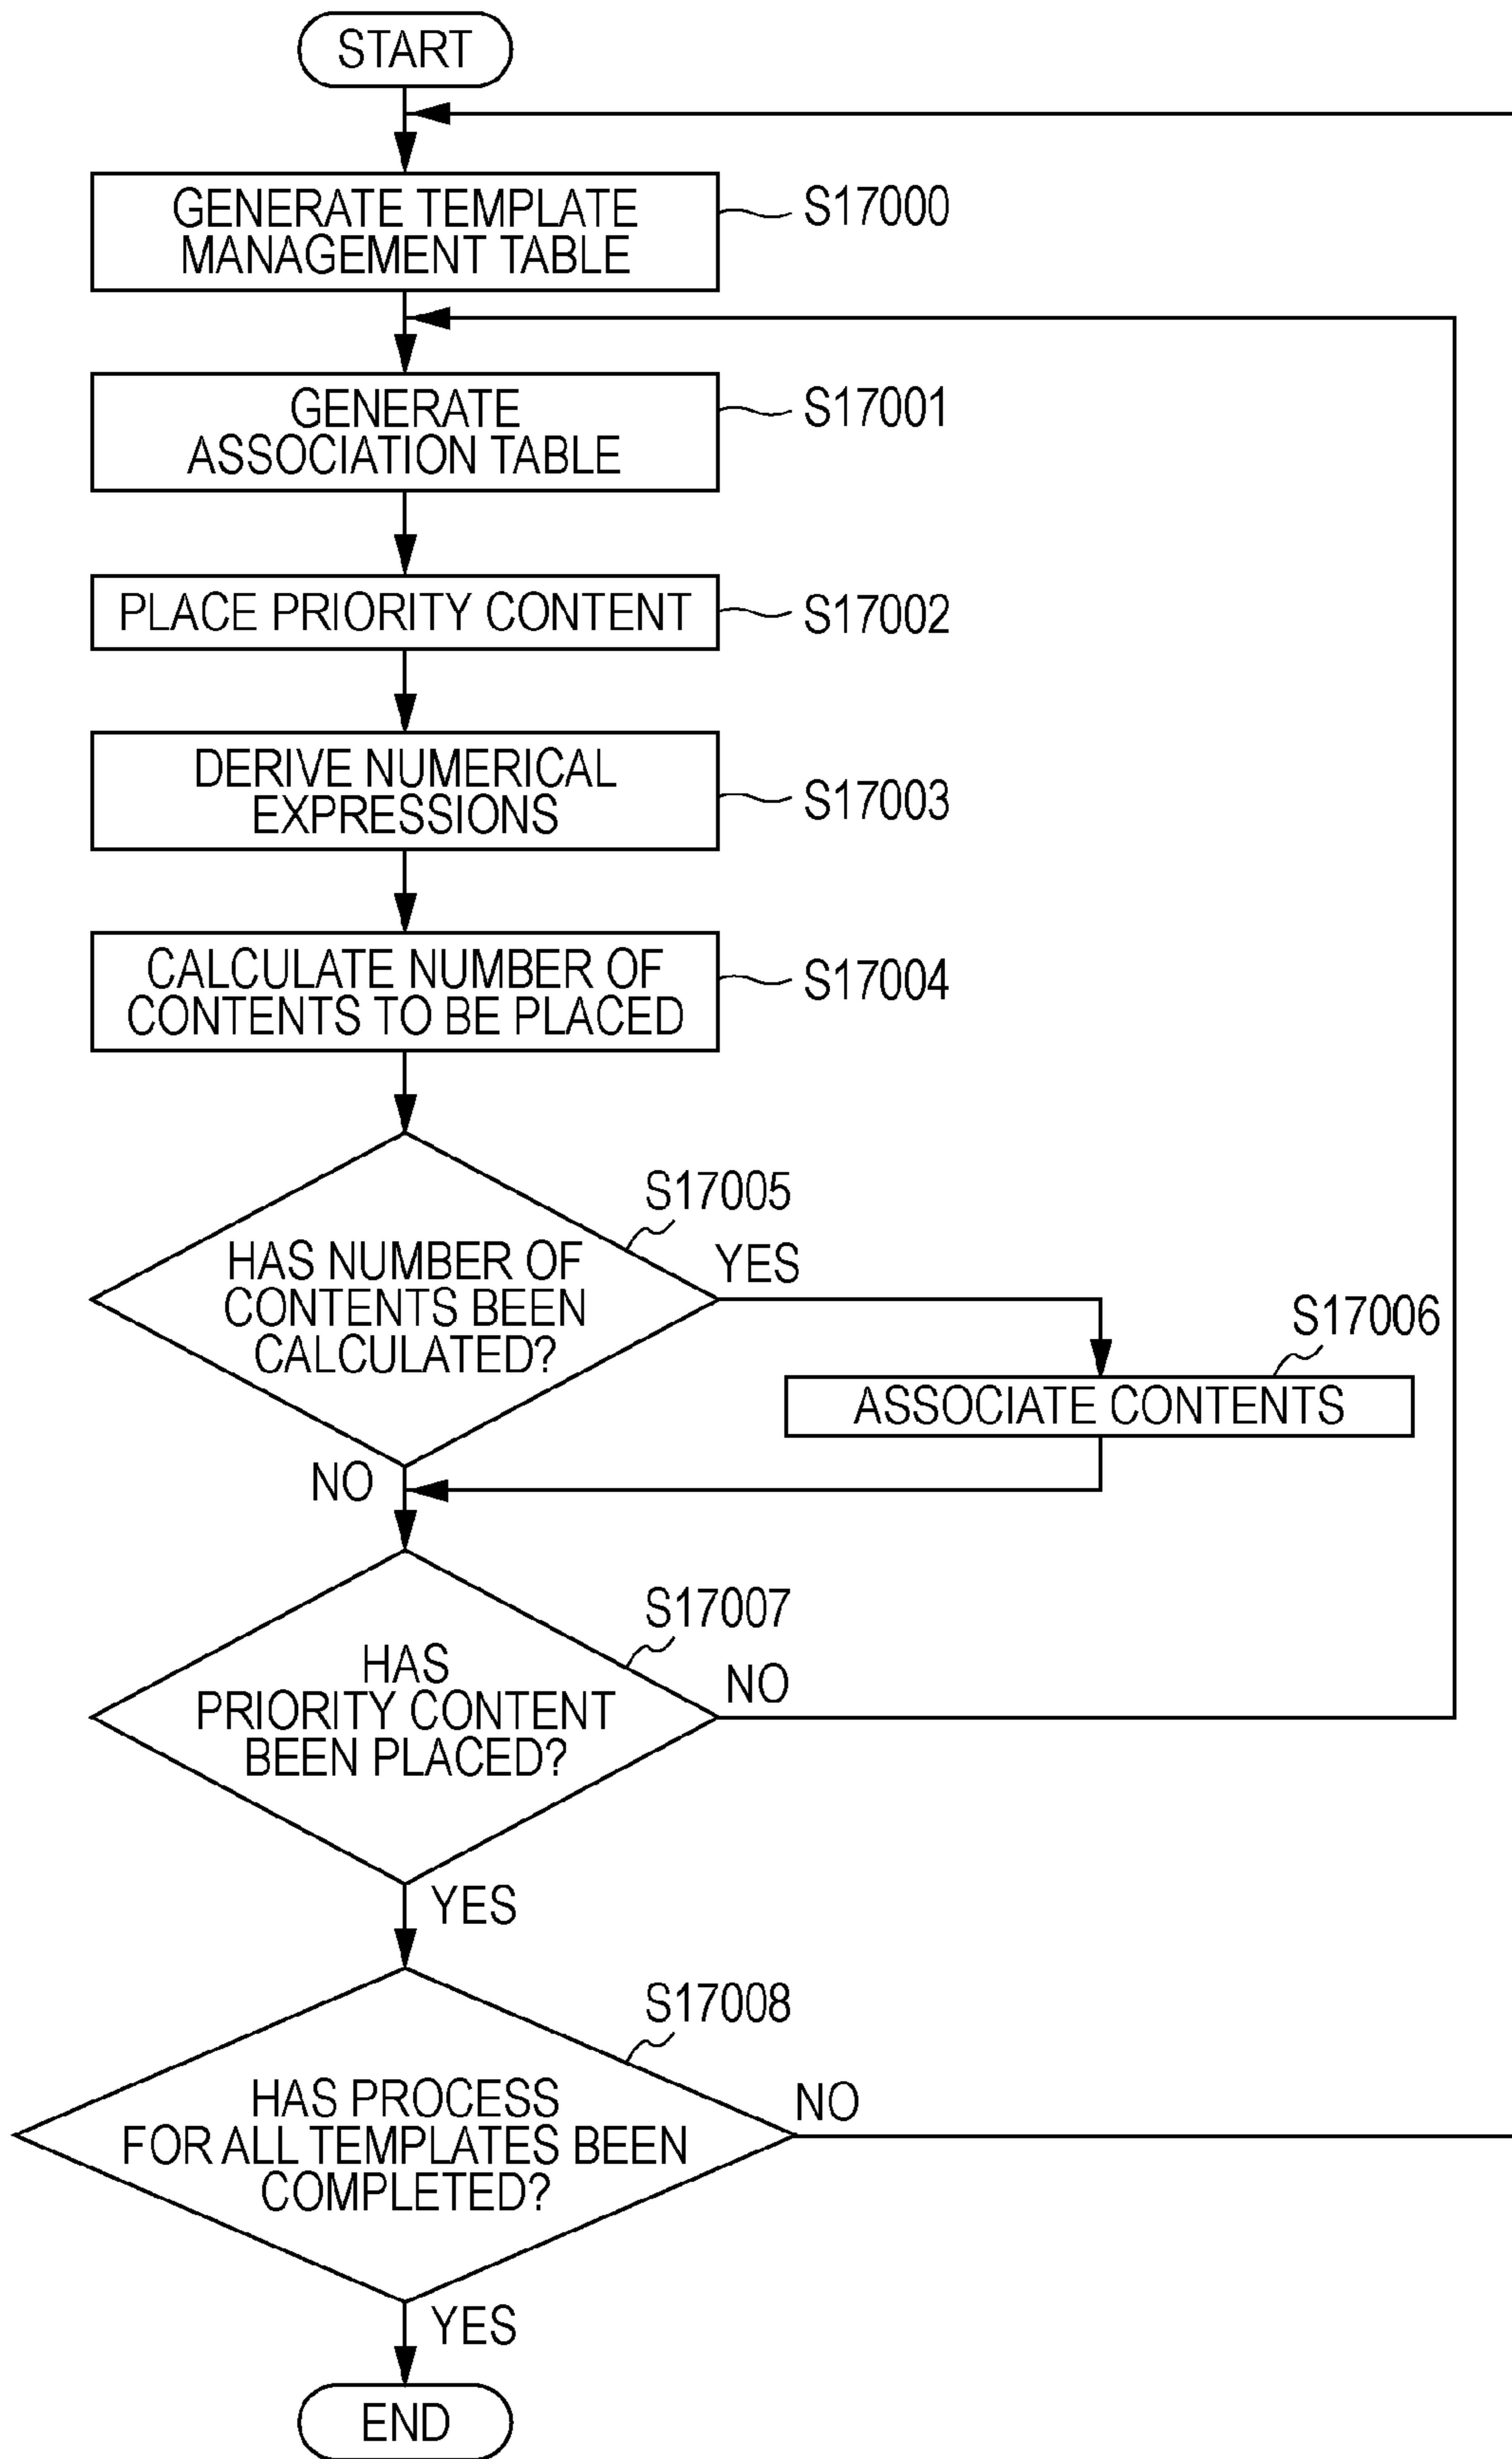 START
GENERATE TEMPLATE
MANAGEMENT TABLE
S17000
GENERATE
ASSOCIATION TABLE
S17001
PLACE PRIORITY CONTENT
S17002
DERIVE NUMERICAL
EXPRESSIONS
S17003
CALCULATE NUMBER OF
CONTENTS TO BE PLACED
S17004
S17005
HAS NUMBER OF
CONTENTS BEEN
CALCULATED?
YES
S17006
ASSOCIATE CONTENTS
NO
S17007
HAS
PRIORITY CONTENT
BEEN PLACED?
NO
YES
S17008
HAS PROCESS
FOR ALL TEMPLATES BEEN
COMPLETED?
NO
YES
END